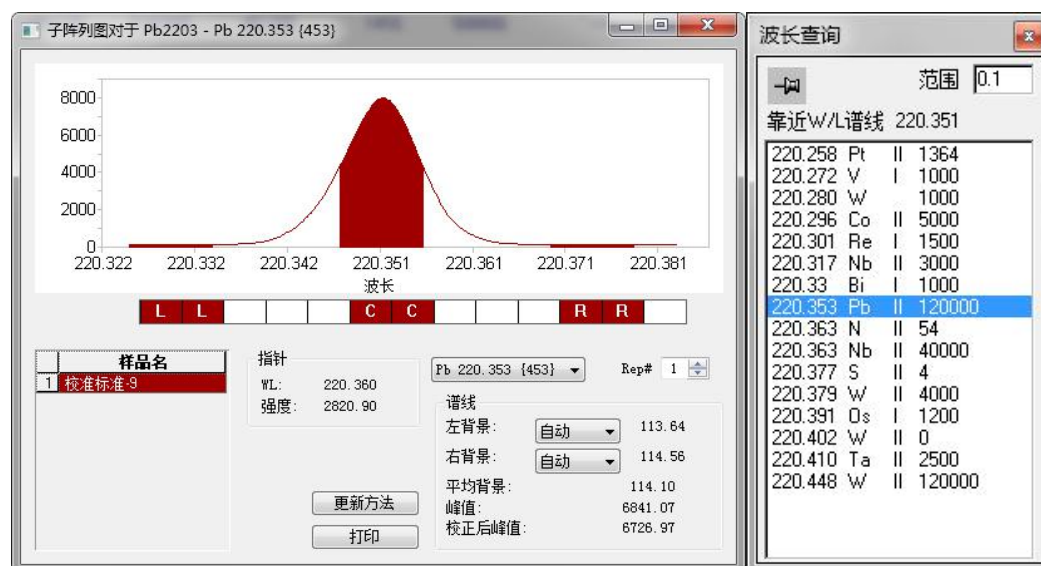 子阵列图对于 Pb2203 - Pb 220.353 {453}
8000
6000
4000
2000
0
220.322 220.332 220.342 220.351 220.361 220.371 220.381
波长
L L C C R R
样品名
1 校准标准-9
指针
WL: 220.360
强度: 2820.90
更新方法
打印
Pb 220.353 {453} Rep# 1
谱线
左背景: 自动 113.64
右背景: 自动 114.56
平均背景: 114.10
峰值: 6841.07
校正后峰值: 6726.97
波长查询
范围 0.1
靠近W/L谱线 220.351
220.258 Pt II 1364
220.272 V I 1000
220.280 W 1000
220.296 Co II 5000
220.301 Re I 1500
220.317 Nb II 3000
220.33 Bi I 1000
220.353 Pb II 120000
220.363 N II 54
220.363 Nb II 40000
220.377 S II 4
220.379 W II 4000
220.391 Os I 1200
220.402 W II 0
220.410 Ta II 2500
220.448 W II 120000